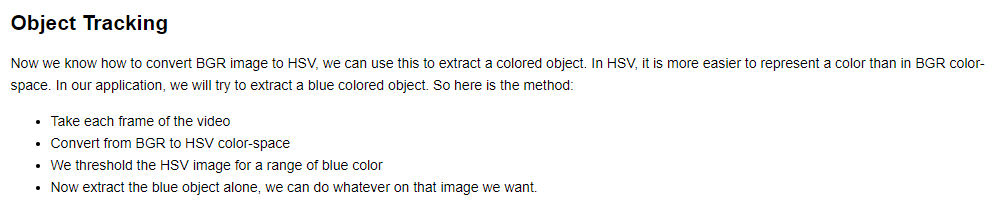 Object Tracking
Now we know how to convert BGR image to HSV, we can use this to extract a colored object. In HSV, it is more easier to represent a color than in BGR color-
space. In our application, we will try to extract a blue colored object. So here is the method:
• Take each frame of the video
• Convert from BGR to HSV color-space
• We threshold the HSV image for a range of blue color
• Now extract the blue object alone, we can do whatever on that image we want.